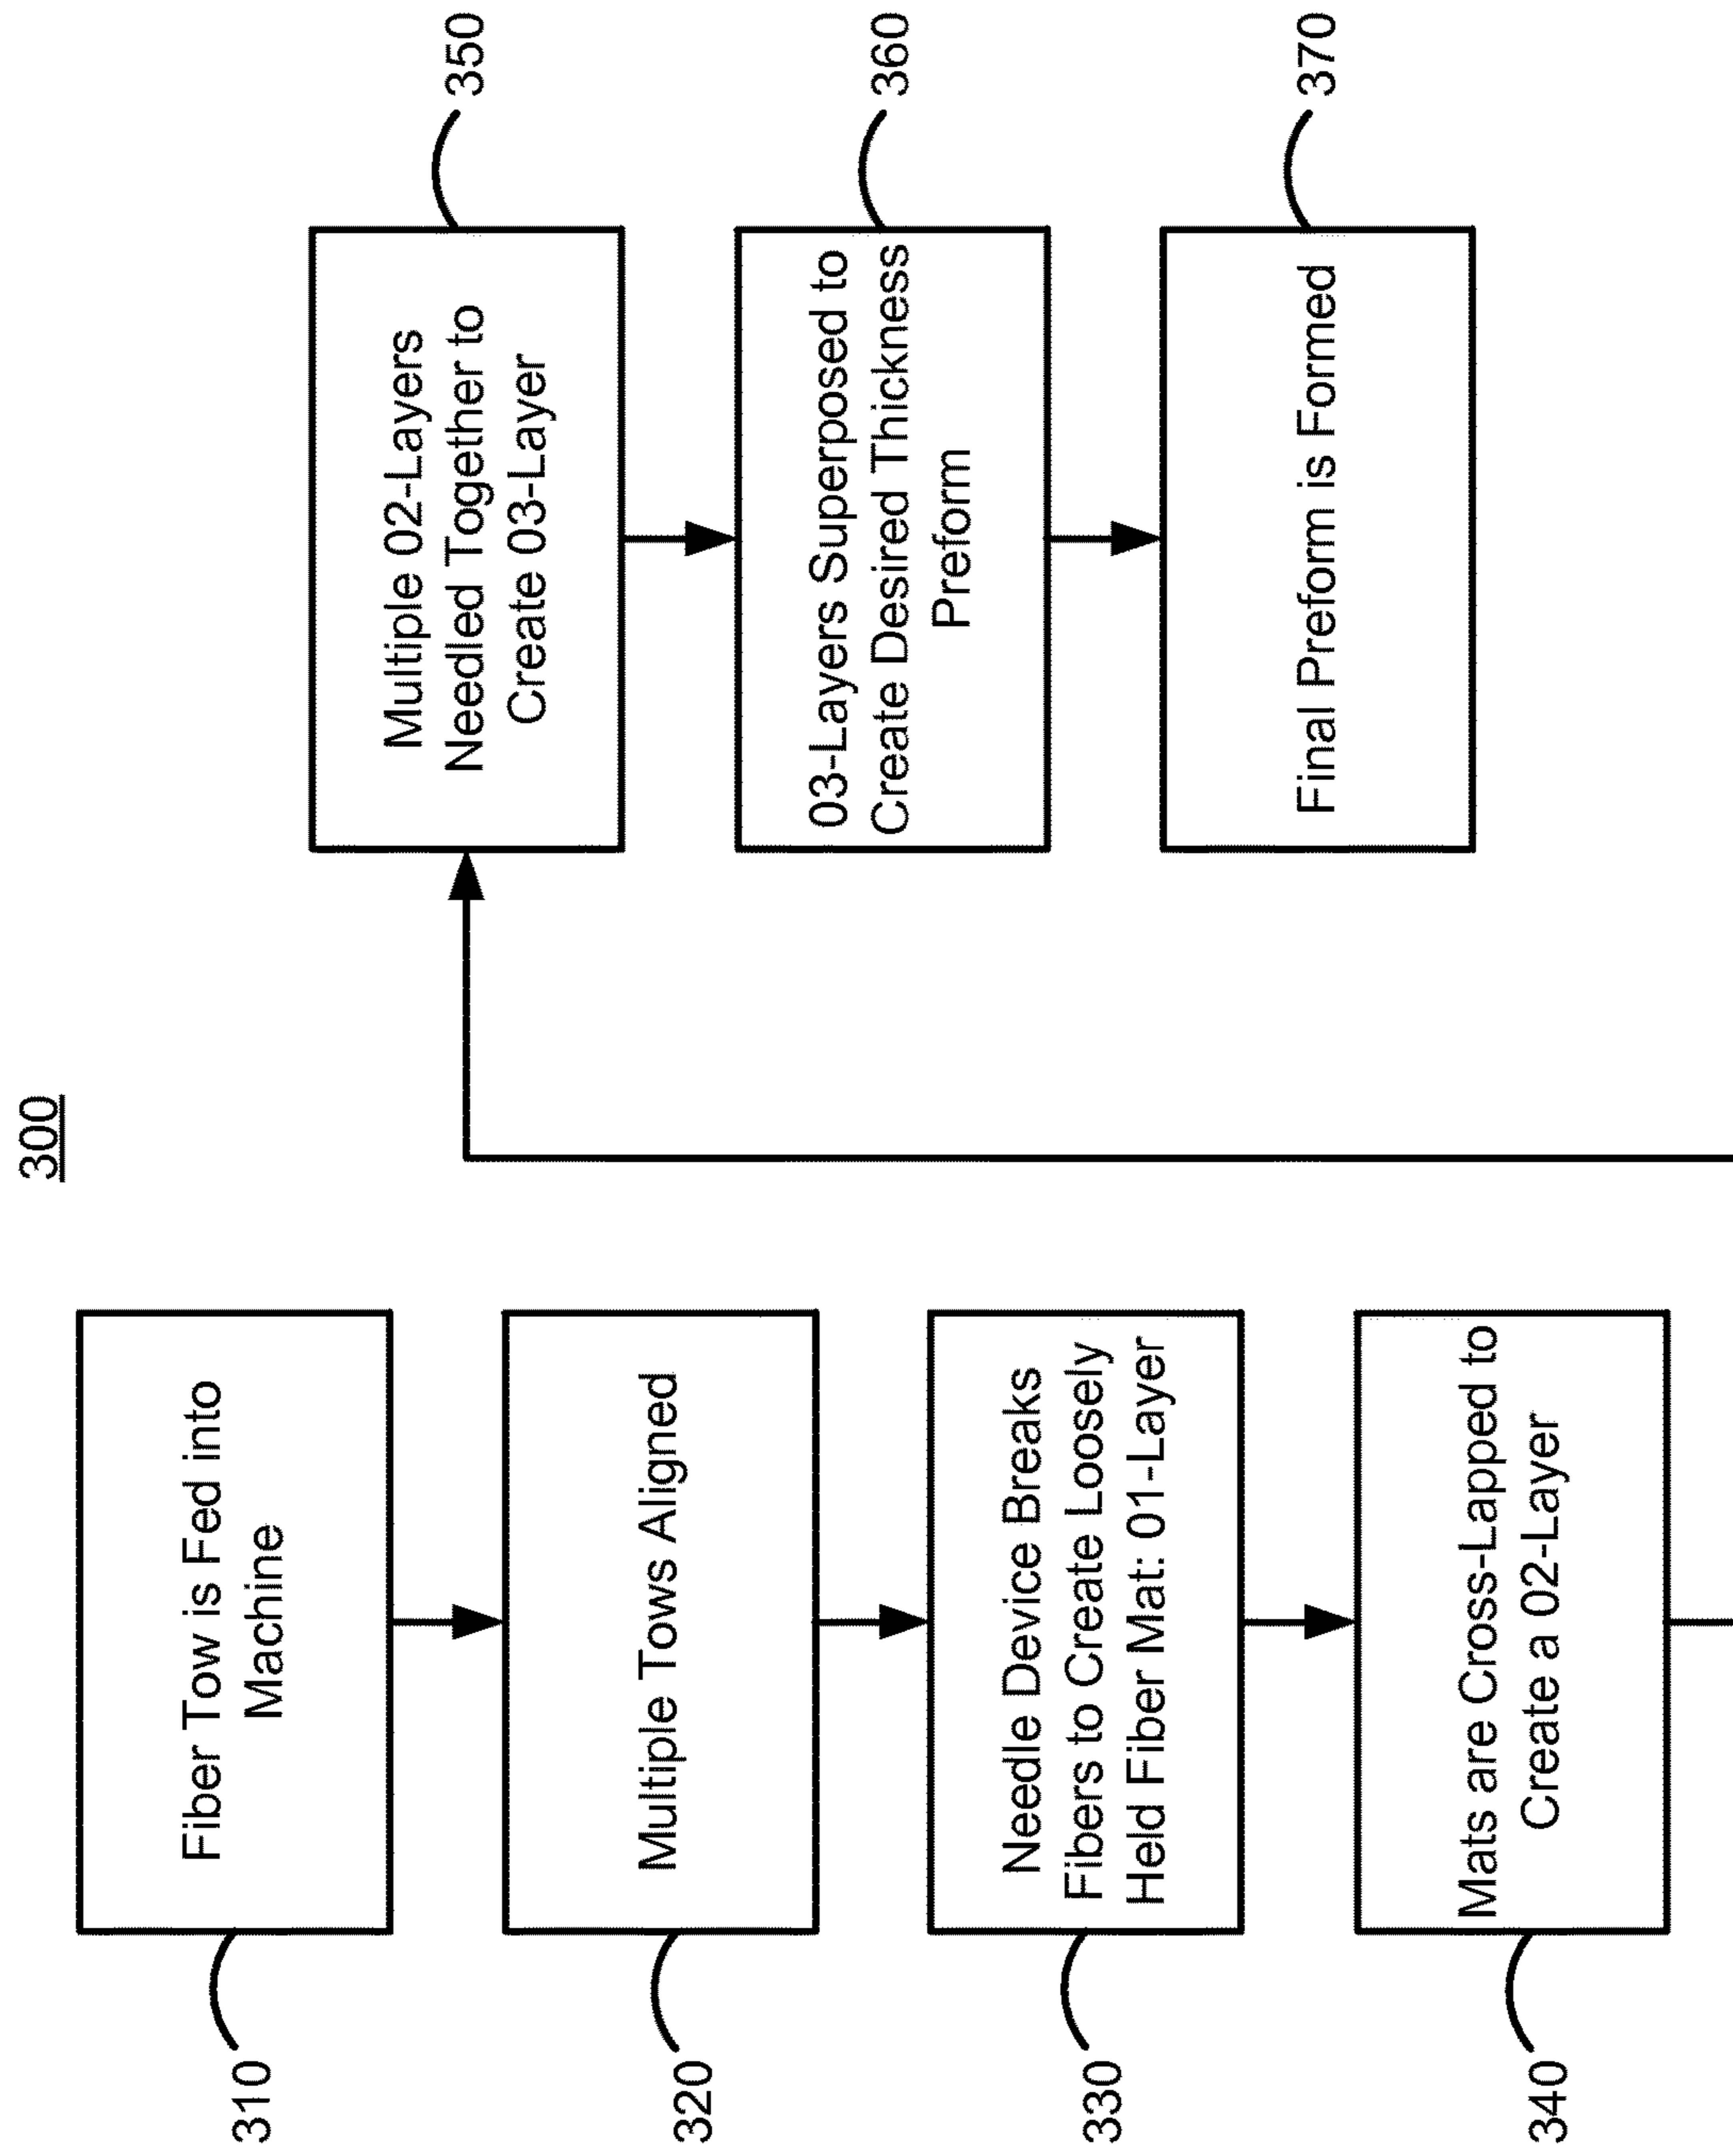 300
310
Fiber Tow is Fed into
Machine
320
Multiple Tows Aligned
330
Needle Device Breaks
Fibers to Create Loosely
Held Fiber Mat: 01-Layer
340
Mats are Cross-Lapped to
Create a 02-Layer
350
Multiple 02-Layers
Needled Together to
Create 03-Layer
360
03-Layers Superposed to
Create Desired Thickness
Preform
370
Final Preform is Formed